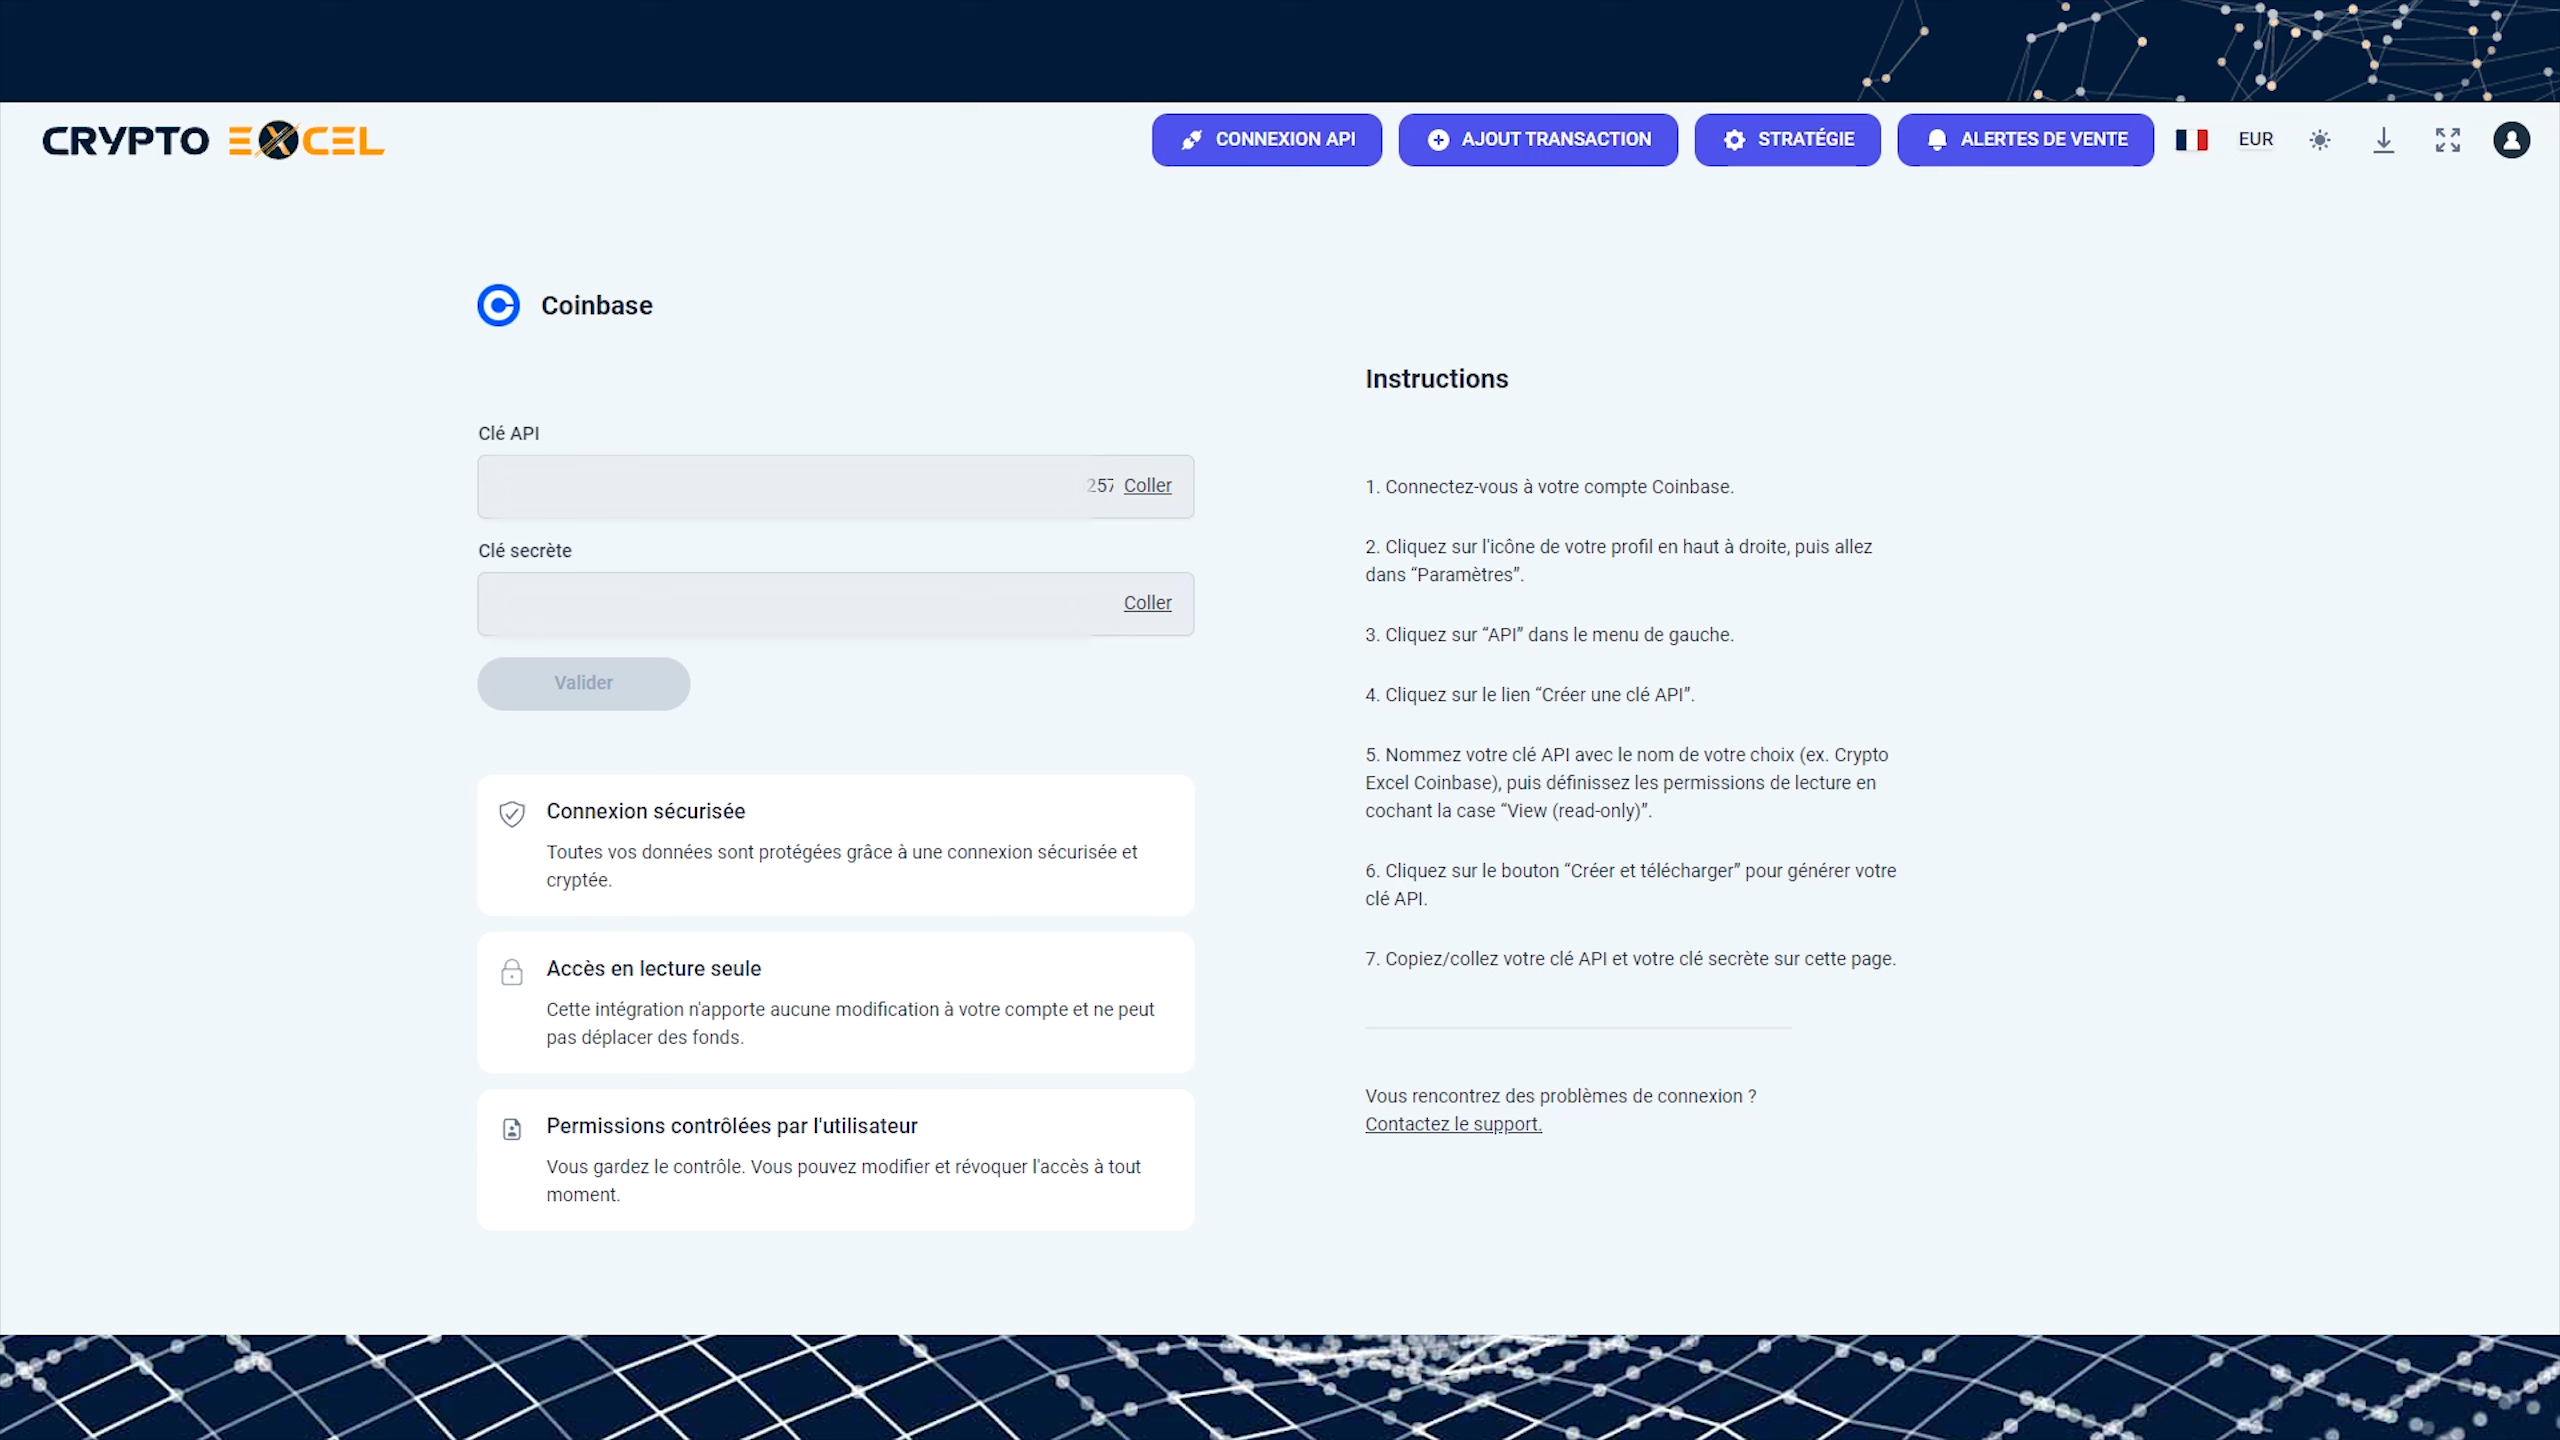 CRYPTO EXCEL
CONNEXION API
AJOUT TRANSACTION
STRATÉGIE
ALERTES DE VENTE
EUR
Coinbase
Clé API
257 Coller
Clé secrète
Coller
Valider
Connexion sécurisée
Toutes vos données sont protégées grâce à une connexion sécurisée et
cryptée.
Accès en lecture seule
Cette intégration n'apporte aucune modification à votre compte et ne peut
pas déplacer des fonds.
Permissions contrôlées par l'utilisateur
Vous gardez le contrôle. Vous pouvez modifier et révoquer l'accès à tout
moment.
Instructions
1. Connectez-vous à votre compte Coinbase.
2. Cliquez sur l'icône de votre profil en haut à droite, puis allez
dans “Paramètres”.
3. Cliquez sur “API” dans le menu de gauche.
4. Cliquez sur le lien “Créer une clé API”.
5. Nommez votre clé API avec le nom de votre choix (ex. Crypto
Excel Coinbase), puis définissez les permissions de lecture en
cochant la case “View (read-only)”.
6. Cliquez sur le bouton “Créer et télécharger” pour générer votre
clé API.
7. Copiez/collez votre clé API et votre clé secrète sur cette page.
Vous rencontrez des problèmes de connexion ?
Contactez le support.